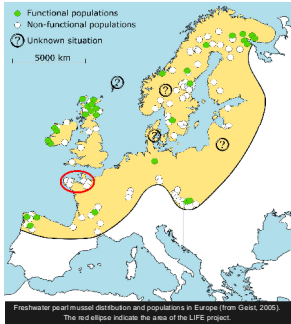 Functional populations
Non-functional populations
? Unknown situation
5000 km
?
?
?
?
Freshwater pearl mussel distribution and populations in Europe (from Geist, 2005).
The red ellipse indicate the area of the LIFE project.